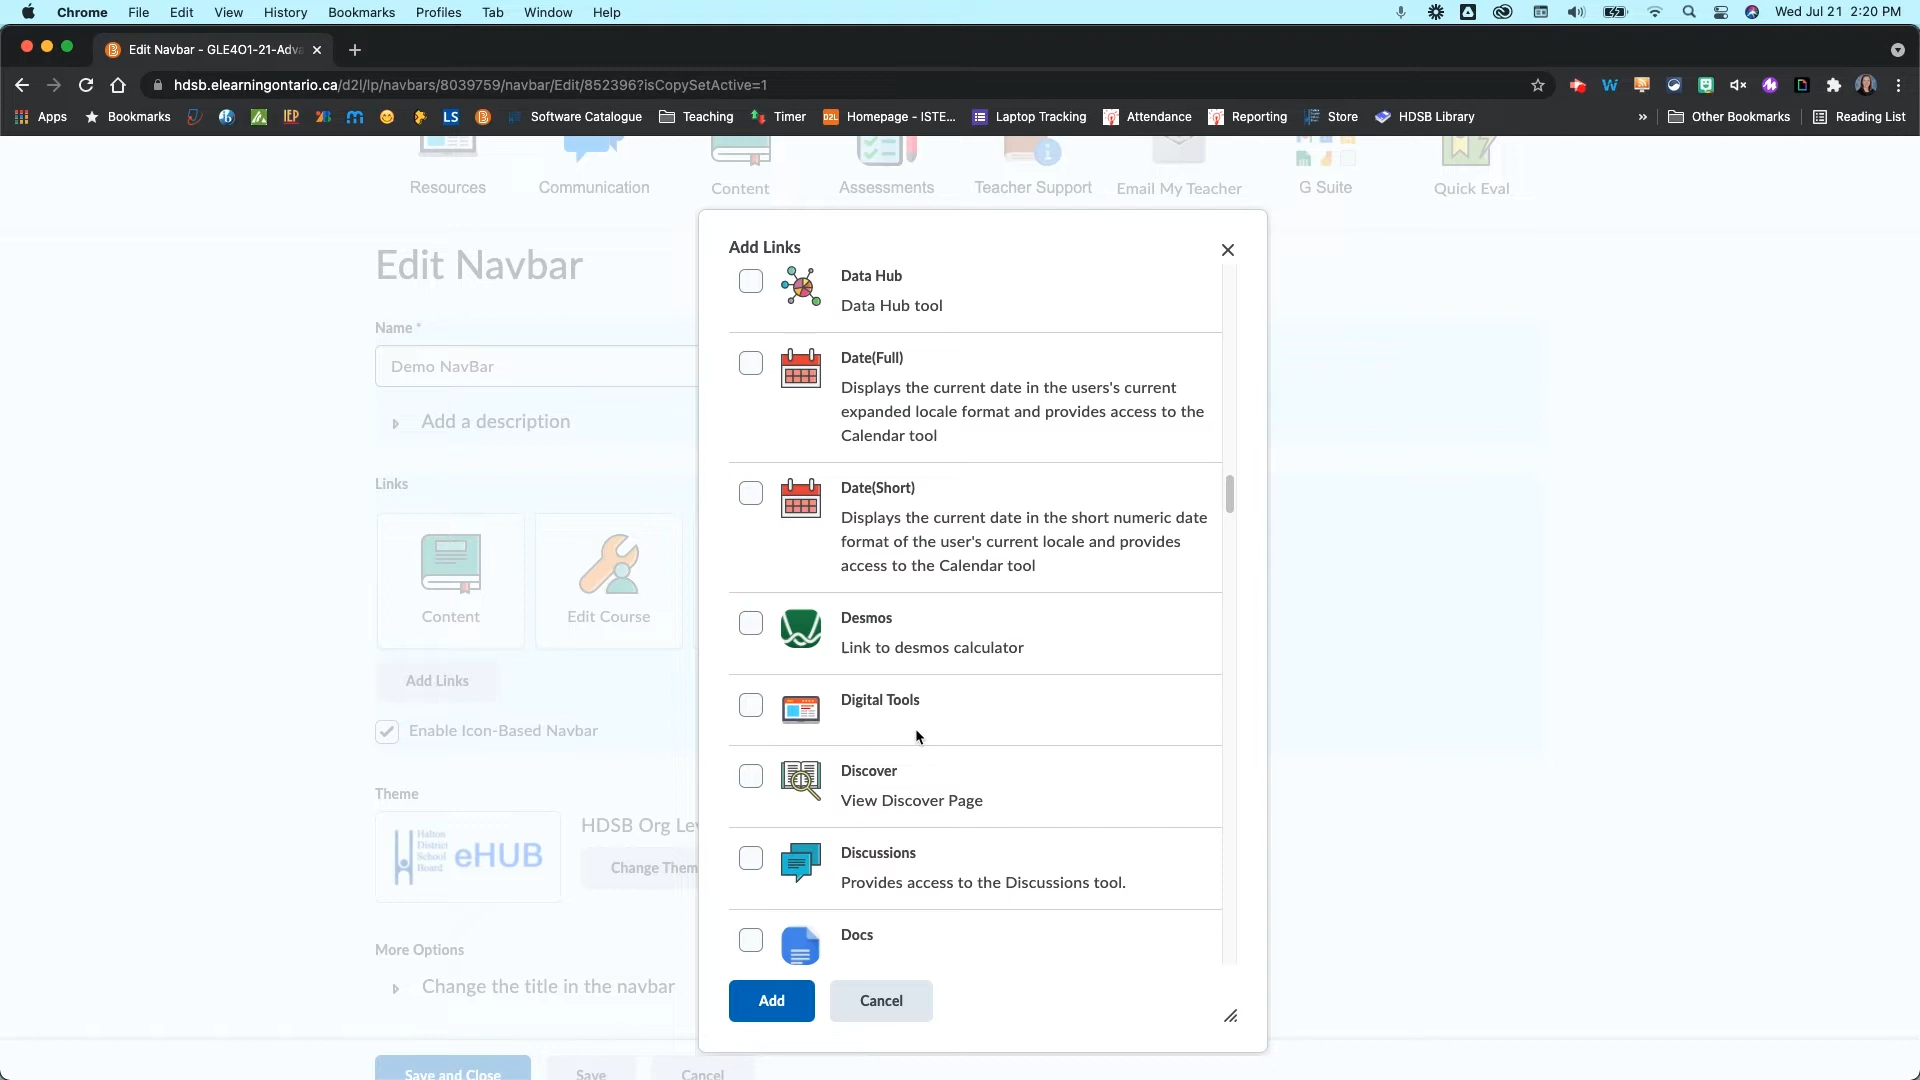 Chrome File Edit View History Bookmarks Profiles Tab Window Help Wed Jul 21 2:20 PM
Edit Navbar - GLE4O1-21-Adva
hdsb.elearningontario.ca/d2l/lp/navbars/8039759/navbar/Edit/852396?isCopySetActive=1
Apps Bookmarks IEP LS Software Catalogue Teaching Timer D2L Homepage - ISTE... Laptop Tracking Attendance Reporting Store HDSB Library » Other Bookmarks Reading List
Resources Communication Content Assessments Teacher Support Email My Teacher G Suite Quick Eval
Edit Navbar
Name *
Demo NavBar
Add a description
Links
Content Edit Course
Add Links
Enable Icon-Based Navbar
Theme
Halton
District
School
Board
eHUB
HDSB Org Lev
Change Them
More Options
Change the title in the navbar
Save and Close Save Cancel
Add Links
Data Hub
Data Hub tool
Date(Full)
Displays the current date in the users's current
expanded locale format and provides access to the
Calendar tool
Date(Short)
Displays the current date in the short numeric date
format of the user's current locale and provides
access to the Calendar tool
Desmos
Link to desmos calculator
Digital Tools
Discover
View Discover Page
Discussions
Provides access to the Discussions tool.
Docs
Add Cancel